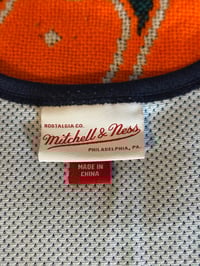 NOSTALGIA CO.
Mitchell & Ness
PHILADELPHIA, PA.
MADE IN
CHINA